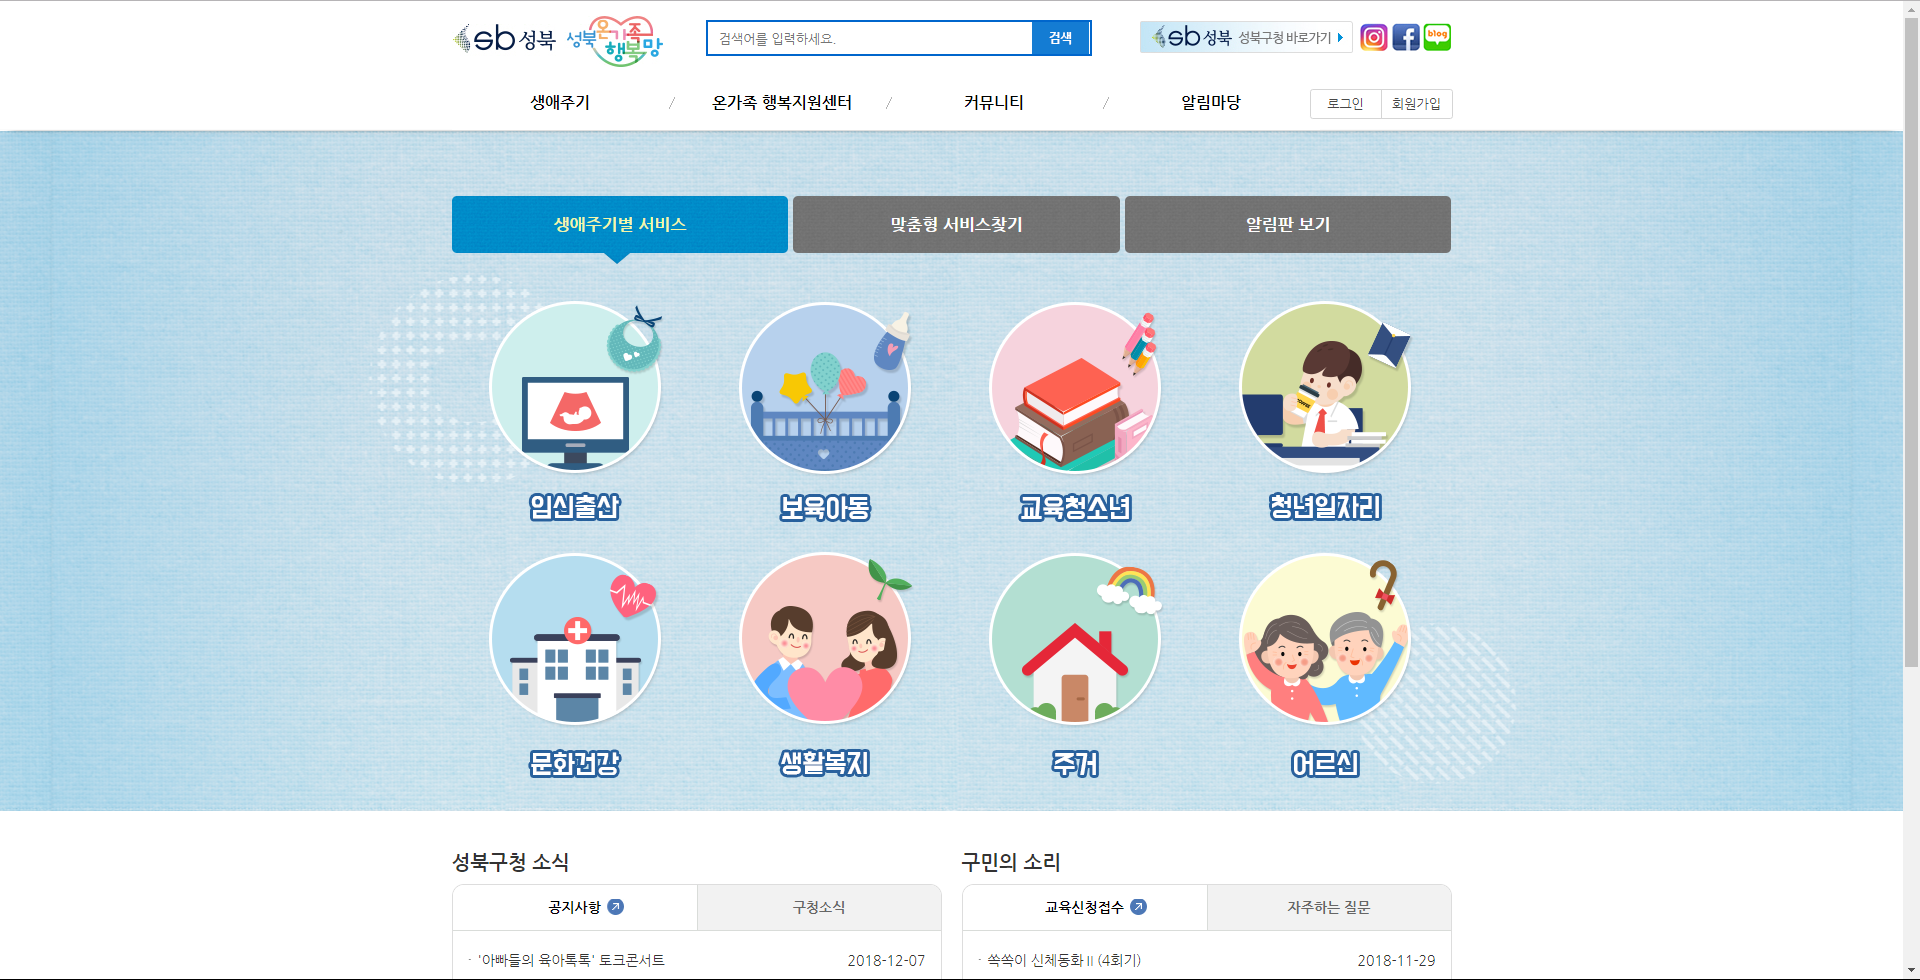 sb 성북 성북 온가족 행복망
검색어를 입력하세요. 검색
sb 성북 성북구청 바로가기
blog
생애주기 / 온가족 행복지원센터 / 커뮤니티 / 알림마당
로그인 회원가입
생애주기별 서비스 맞춤형 서비스찾기 알림판 보기
임신출산 보육아동 교육청소년 청년일자리
문화건강 생활복지 주거 어르신
성북구청 소식
공지사항 구청소식
· '아빠들의 육아톡톡' 토크콘서트 2018-12-07
구민의 소리
교육신청접수 자주하는 질문
· 쏙쏙이 신체동화Ⅱ(4회기) 2018-11-29